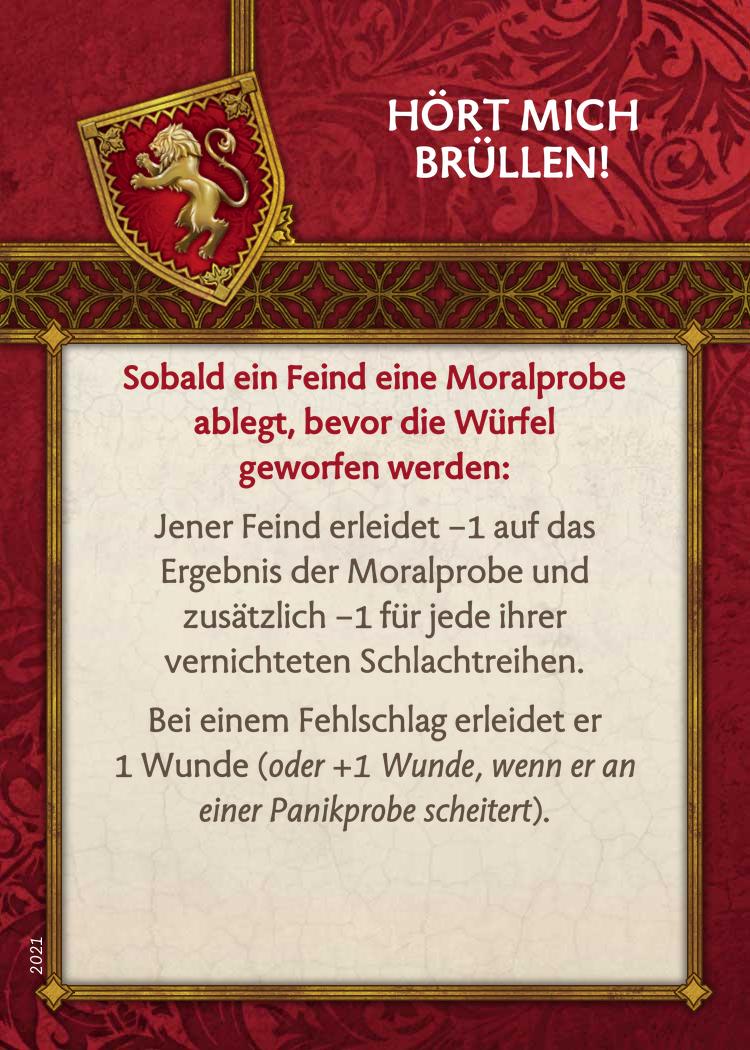 HÖRT MICH
BRÜLLEN!
Sobald ein Feind eine Moralprobe
ablegt, bevor die Würfel
geworfen werden:
Jener Feind erleidet –1 auf das
Ergebnis der Moralprobe und
zusätzlich –1 für jede ihrer
vernichteten Schlachtreihen.
Bei einem Fehlschlag erleidet er
1 Wunde (oder +1 Wunde, wenn er an
einer Panikprobe scheitert).
2021